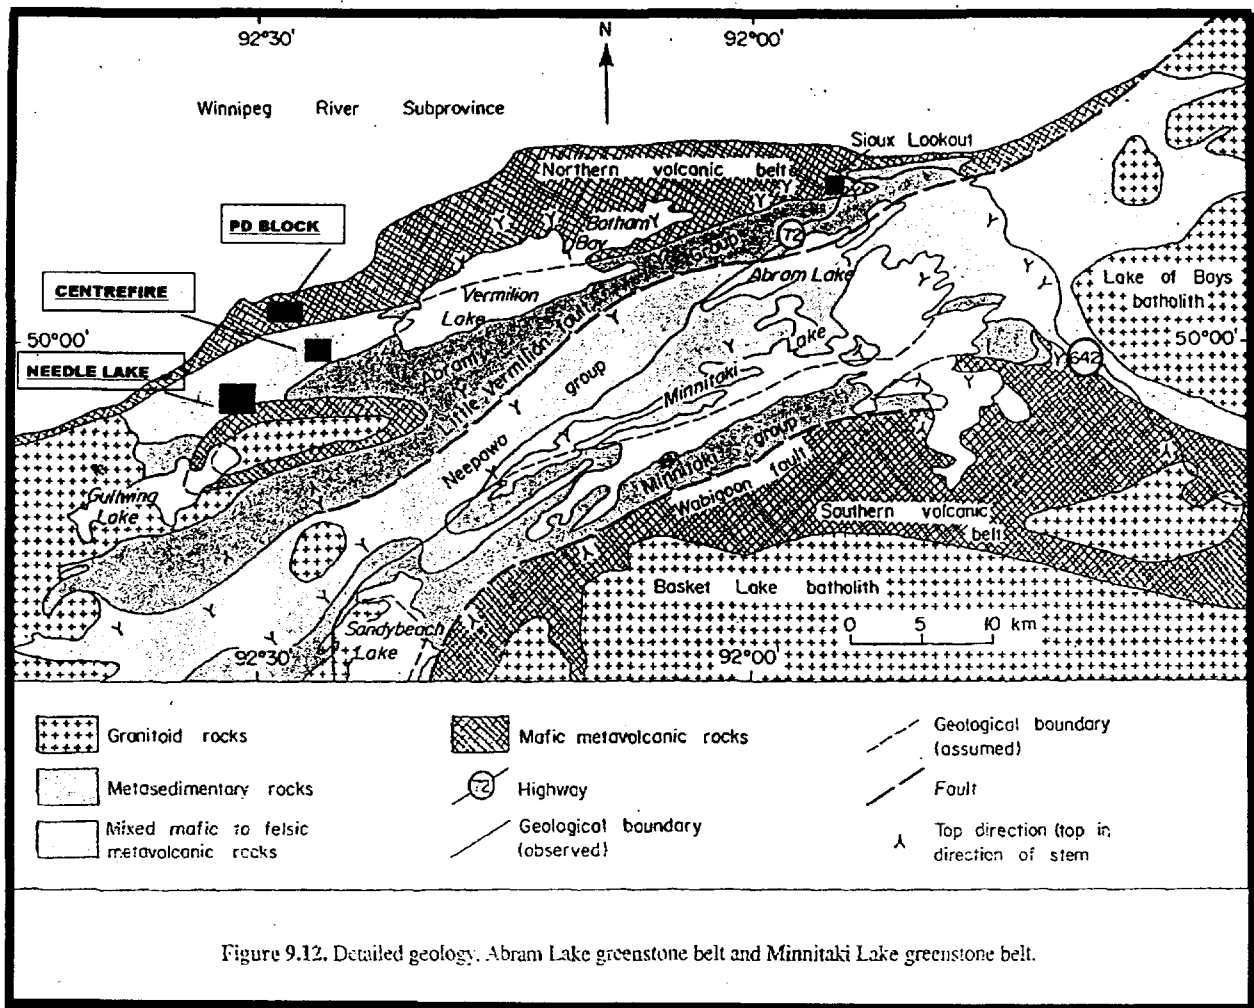 92°30'
N
92°00'
Winnipeg River Subprovince
Sioux Lookout
Northern volcanic belt
PD BLOCK
Botham
Bay
72
Group
Abram Lake
Lake of Bays
batholith
CENTREFIRE
Vermilion
Lake
50°00'
50°00'
NEEDLE LAKE
Abram
Little Vermilion fault
Lake
642
group
Minnitaki
Neepawa
group
Minnitaki
Wabigoon fault
Gullwing
Lake
Southern volcanic
belt
Basket Lake batholith
Sandybeach
Lake
0 5 10 km
92°30'
92°00'
Granitoid rocks
Mafic metavolcanic rocks
Geological boundary
(assumed)
Metasedimentary rocks
72 Highway
Fault
Mixed mafic to felsic
metavolcanic rocks
Geological boundary
(observed)
Top direction (top in
direction of stem
Figure 9.12. Detailed geology, Abram Lake greenstone belt and Minnitaki Lake greenstone belt.